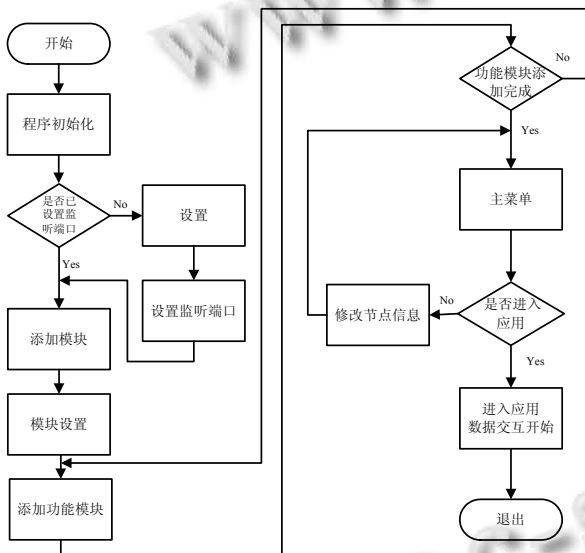 开始
程序初始化
是否已
设置监
听端口
No
设置
Yes
设置监听端口
添加模块
模块设置
添加功能模块
功能模块添
加完成
No
Yes
主菜单
是否进入
应用
No
修改节点信息
Yes
进入应用
数据交互开始
退出